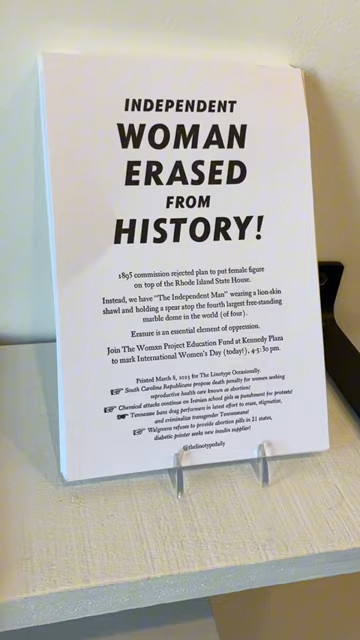 INDEPENDENT
WOMAN
ERASED
FROM
HISTORY!
1895 commission rejected plan to put female figure
on top of the Rhode Island State House.
Instead, we have "The Independent Man" wearing a lion-skin
shawl and holding a spear atop the fourth largest free-standing
marble dome in the world (of four).
Erasure is an essential element of oppression.
Join The Womxn Project Education Fund at Kennedy Plaza
to mark International Women's Day (today!), 4-5:30 pm.
Printed March 8, 2023 for The Linotype Occasionally.
South Carolina Republicans propose death penalty for women seeking
reproductive health care known as abortion!
Chemical attacks continue on Iranian school girls as punishment for protests!
Tennessee bans drag performers in latest effort to erase, stigmatize,
and criminalize transgender Tennesseans!
Walgreens refuses to provide abortion pills in 21 states,
diabetic printer seeks new insulin supplier!
@thelinotypedaily